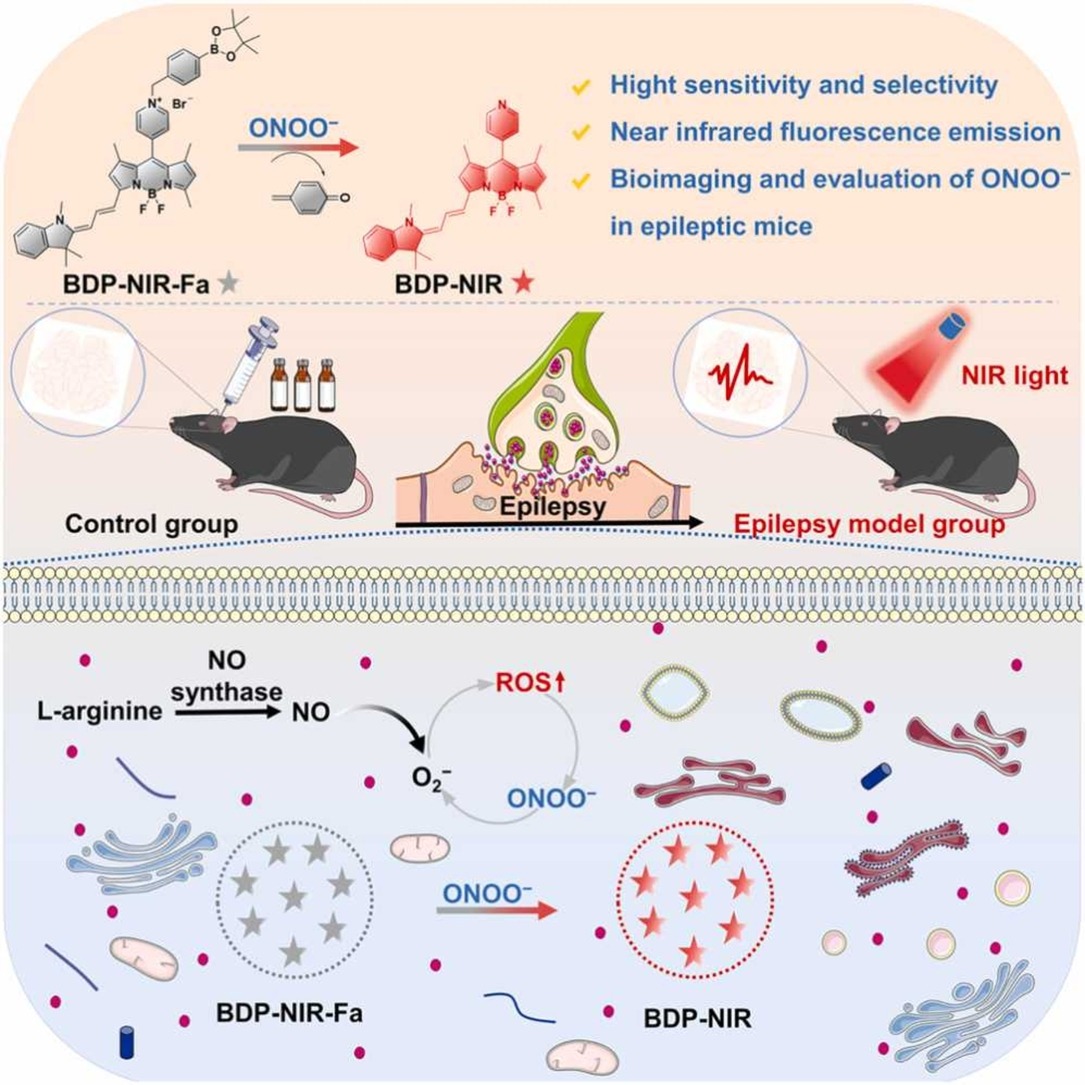 B
O
O
N+ Br⁻
ONOO⁻
O
N
N B N
F F
N
BDP-NIR-Fa
N
N B N
F F
N
BDP-NIR
Hight sensitivity and selectivity
Near infrared fluorescence emission
Bioimaging and evaluation of ONOO⁻
in epileptic mice
NIR light
Control group
Epilepsy
Epilepsy model group
NO
synthase
L-arginine
NO
ROS↑
O₂⁻
ONOO⁻
ONOO⁻
BDP-NIR-Fa
BDP-NIR